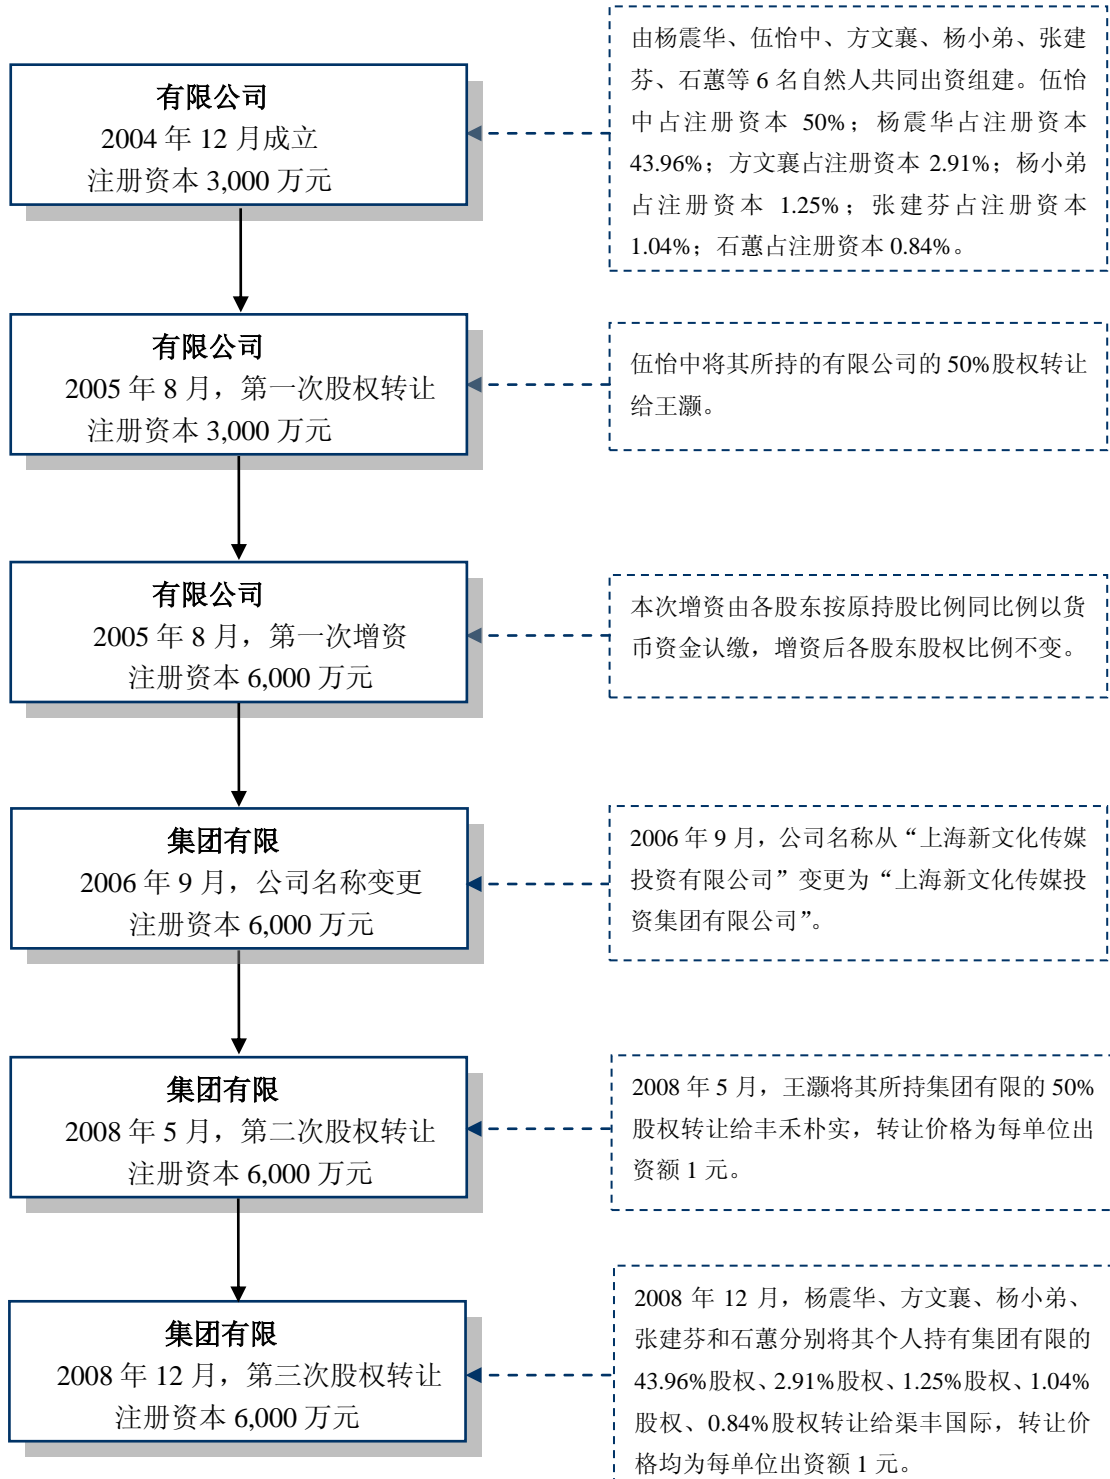 有限公司
2004 年 12 月成立
注册资本 3,000 万元
由杨震华、伍怡中、方文襄、杨小弟、张建
芬、石蕙等 6 名自然人共同出资组建。伍怡
中占注册资本 50%；杨震华占注册资本
43.96%；方文襄占注册资本 2.91%；杨小弟
占注册资本 1.25%；张建芬占注册资本
1.04%；石蕙占注册资本 0.84%。
有限公司
2005 年 8 月，第一次股权转让
注册资本 3,000 万元
伍怡中将其所持的有限公司的 50%股权转让
给王灏。
有限公司
2005 年 8 月，第一次增资
注册资本 6,000 万元
本次增资由各股东按原持股比例同比例以货
币资金认缴，增资后各股东股权比例不变。
集团有限
2006 年 9 月，公司名称变更
注册资本 6,000 万元
2006 年 9 月，公司名称从“上海新文化传媒
投资有限公司”变更为“上海新文化传媒投
资集团有限公司”。
集团有限
2008 年 5 月，第二次股权转让
注册资本 6,000 万元
2008 年 5 月，王灏将其所持集团有限的 50%
股权转让给丰禾朴实，转让价格为每单位出
资额 1 元。
集团有限
2008 年 12 月，第三次股权转让
注册资本 6,000 万元
2008 年 12 月，杨震华、方文襄、杨小弟、
张建芬和石蕙分别将其个人持有集团有限的
43.96%股权、2.91%股权、1.25%股权、1.04%
股权、0.84%股权转让给渠丰国际，转让价
格均为每单位出资额 1 元。